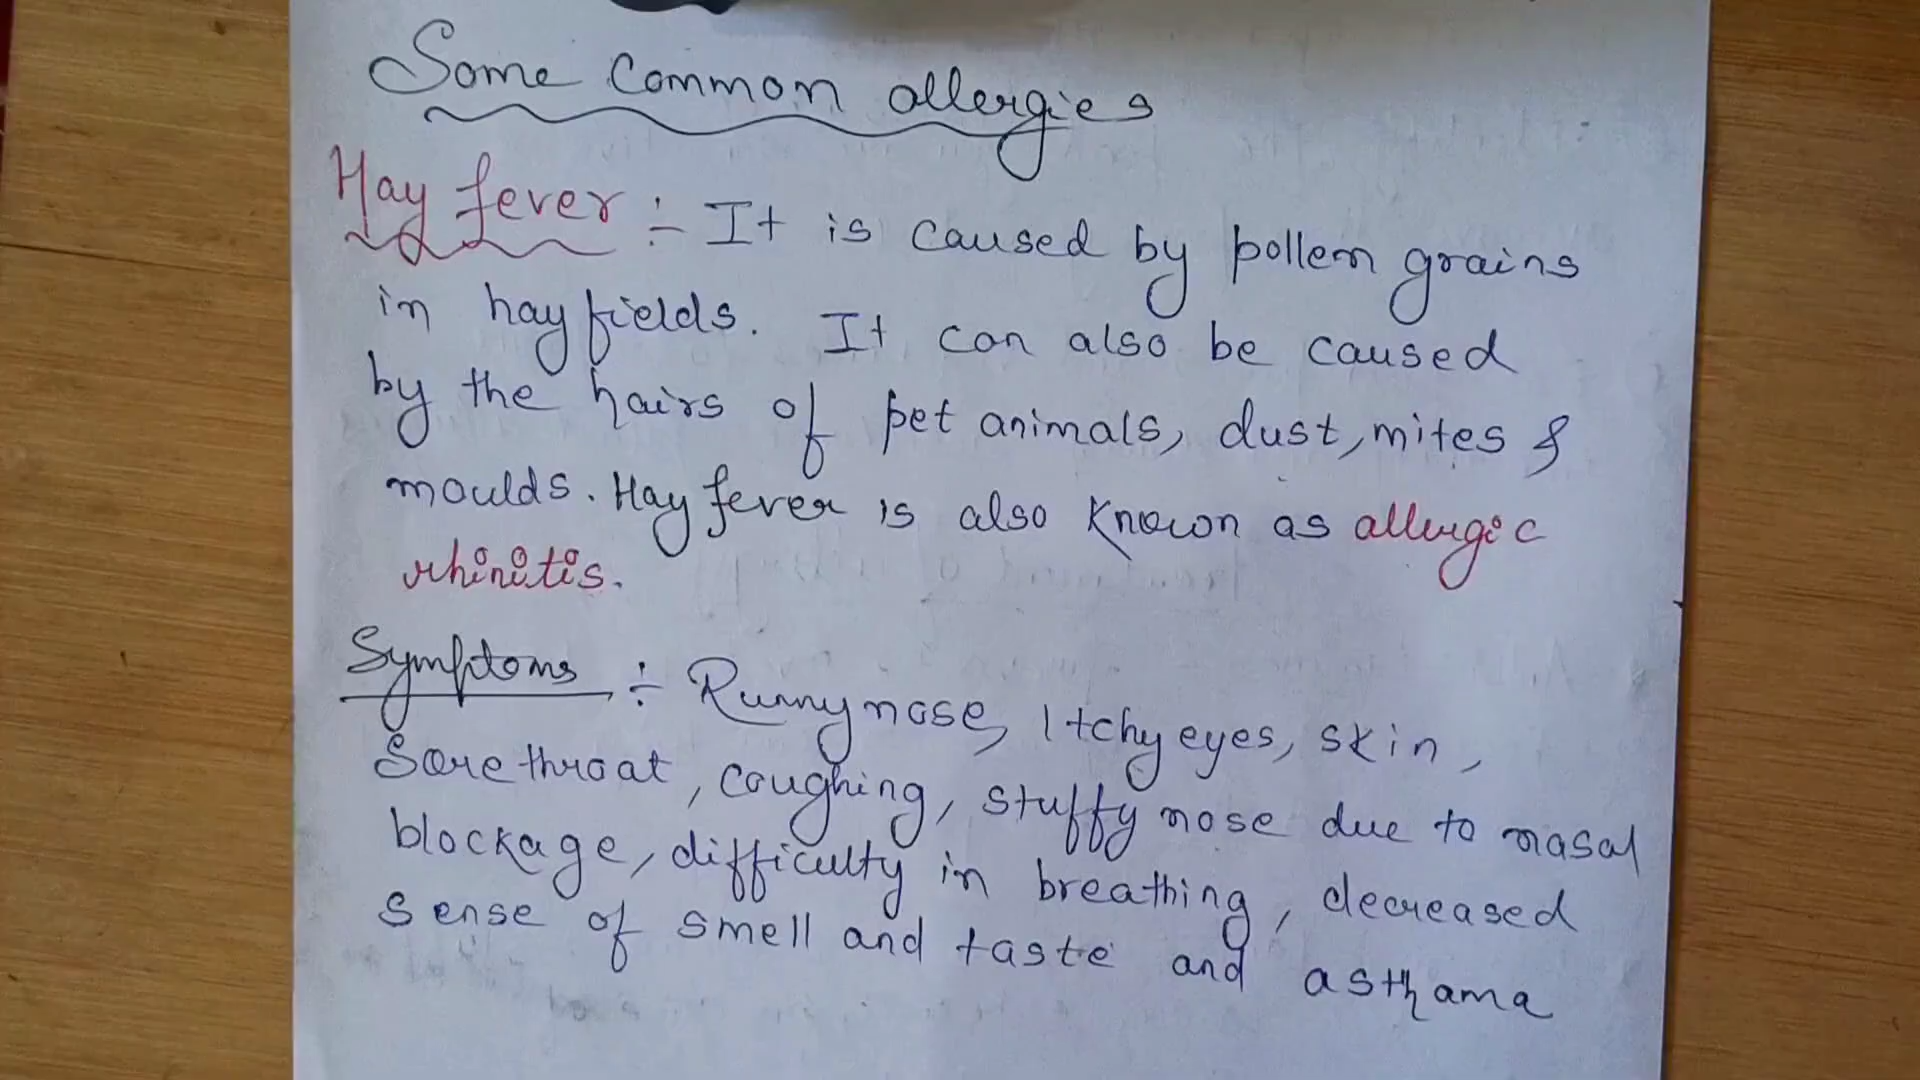 Some Common allergies
Hay fever :- It is caused by pollen grains
in hay fields. It can also be caused
by the hairs of pet animals, dust, mites &
moulds. Hay fever is also known as allergic
rhinitis.
Symptoms :- Runny nose, Itchy eyes, skin,
Sore throat, coughing, stuffy nose due to nasal
blockage, difficulty in breathing, decreased
sense of smell and taste and asthama